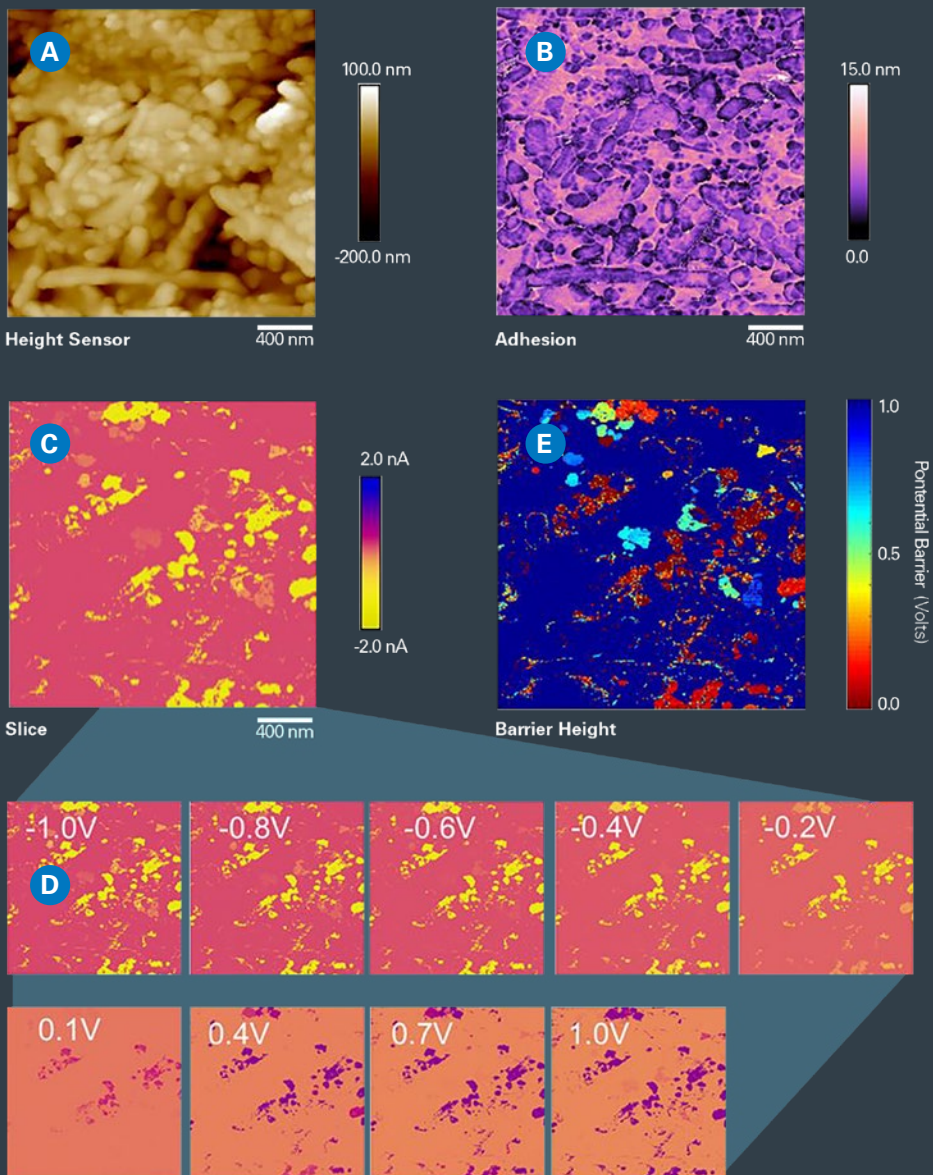 A
100.0 nm
-200.0 nm
Height Sensor
400 nm
B
15.0 nm
0.0
Adhesion
400 nm
C
2.0 nA
-2.0 nA
Slice
400 nm
E
1.0
0.5
0.0
Pontential Barrier (Volts)
Barrier Height
D
-1.0V
-0.8V
-0.6V
-0.4V
-0.2V
0.1V
0.4V
0.7V
1.0V